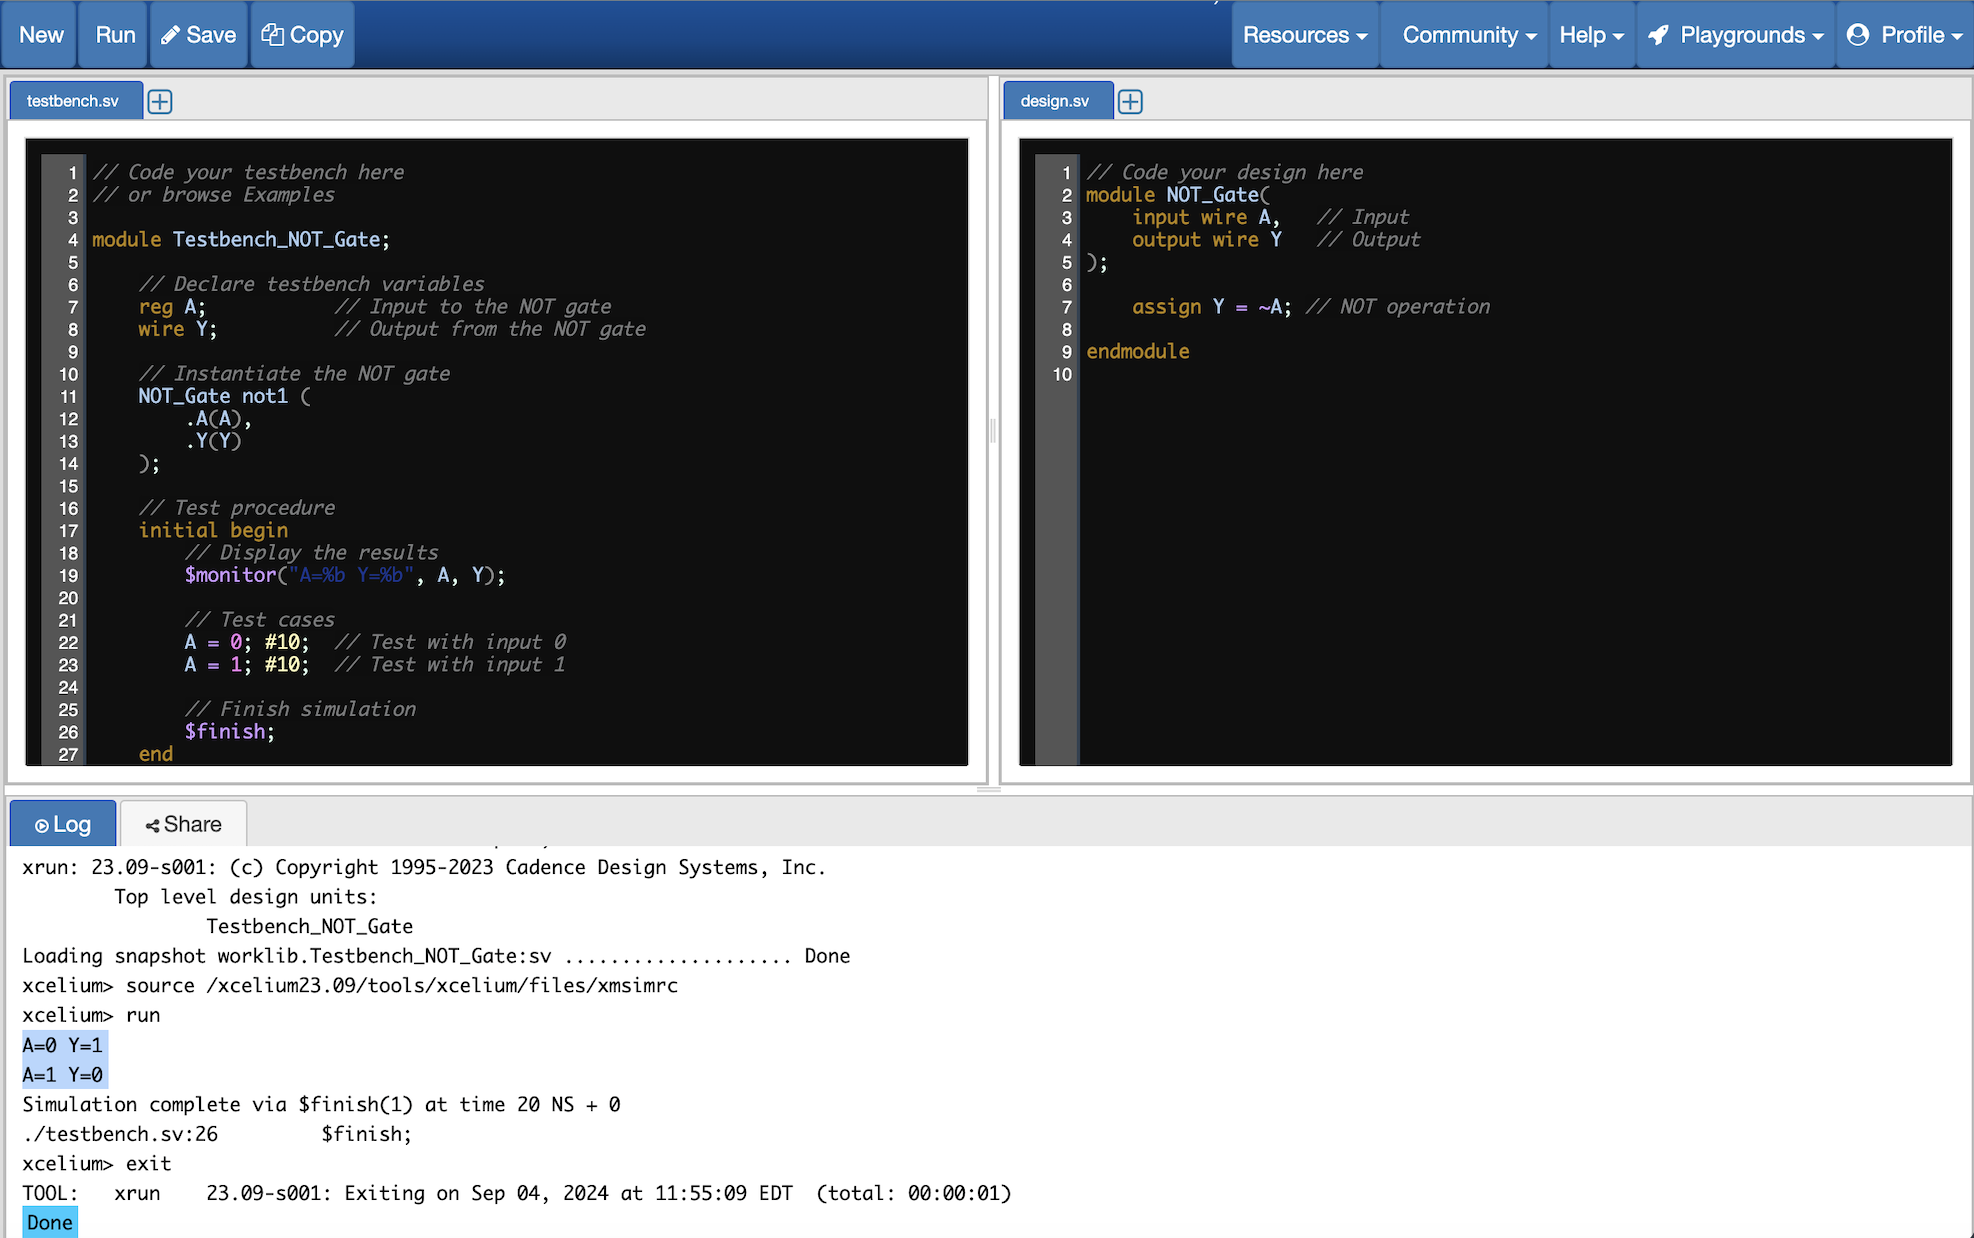 New Run Save Copy Resources Community Help Playgrounds Profile
testbench.sv
1 // Code your testbench here
2 // or browse Examples
3
4 module Testbench_NOT_Gate;
5
6     // Declare testbench variables
7     reg A;           // Input to the NOT gate
8     wire Y;          // Output from the NOT gate
9
10     // Instantiate the NOT gate
11     NOT_Gate not1 (
12         .A(A),
13         .Y(Y)
14     );
15
16     // Test procedure
17     initial begin
18         // Display the results
19         $monitor("A=%b Y=%b", A, Y);
20
21         // Test cases
22         A = 0; #10;  // Test with input 0
23         A = 1; #10;  // Test with input 1
24
25         // Finish simulation
26         $finish;
27     end
design.sv
1 // Code your design here
2 module NOT_Gate(
3     input wire A,   // Input
4     output wire Y   // Output
5 );
6
7     assign Y = ~A; // NOT operation
8
9 endmodule
10
Log Share
xrun: 23.09-s001: (c) Copyright 1995-2023 Cadence Design Systems, Inc.
        Top level design units:
                Testbench_NOT_Gate
Loading snapshot worklib.Testbench_NOT_Gate:sv .................... Done
xcelium> source /xcelium23.09/tools/xcelium/files/xmsimrc
xcelium> run
A=0 Y=1
A=1 Y=0
Simulation complete via $finish(1) at time 20 NS + 0
./testbench.sv:26         $finish;
xcelium> exit
TOOL:   xrun    23.09-s001: Exiting on Sep 04, 2024 at 11:55:09 EDT  (total: 00:00:01)
Done